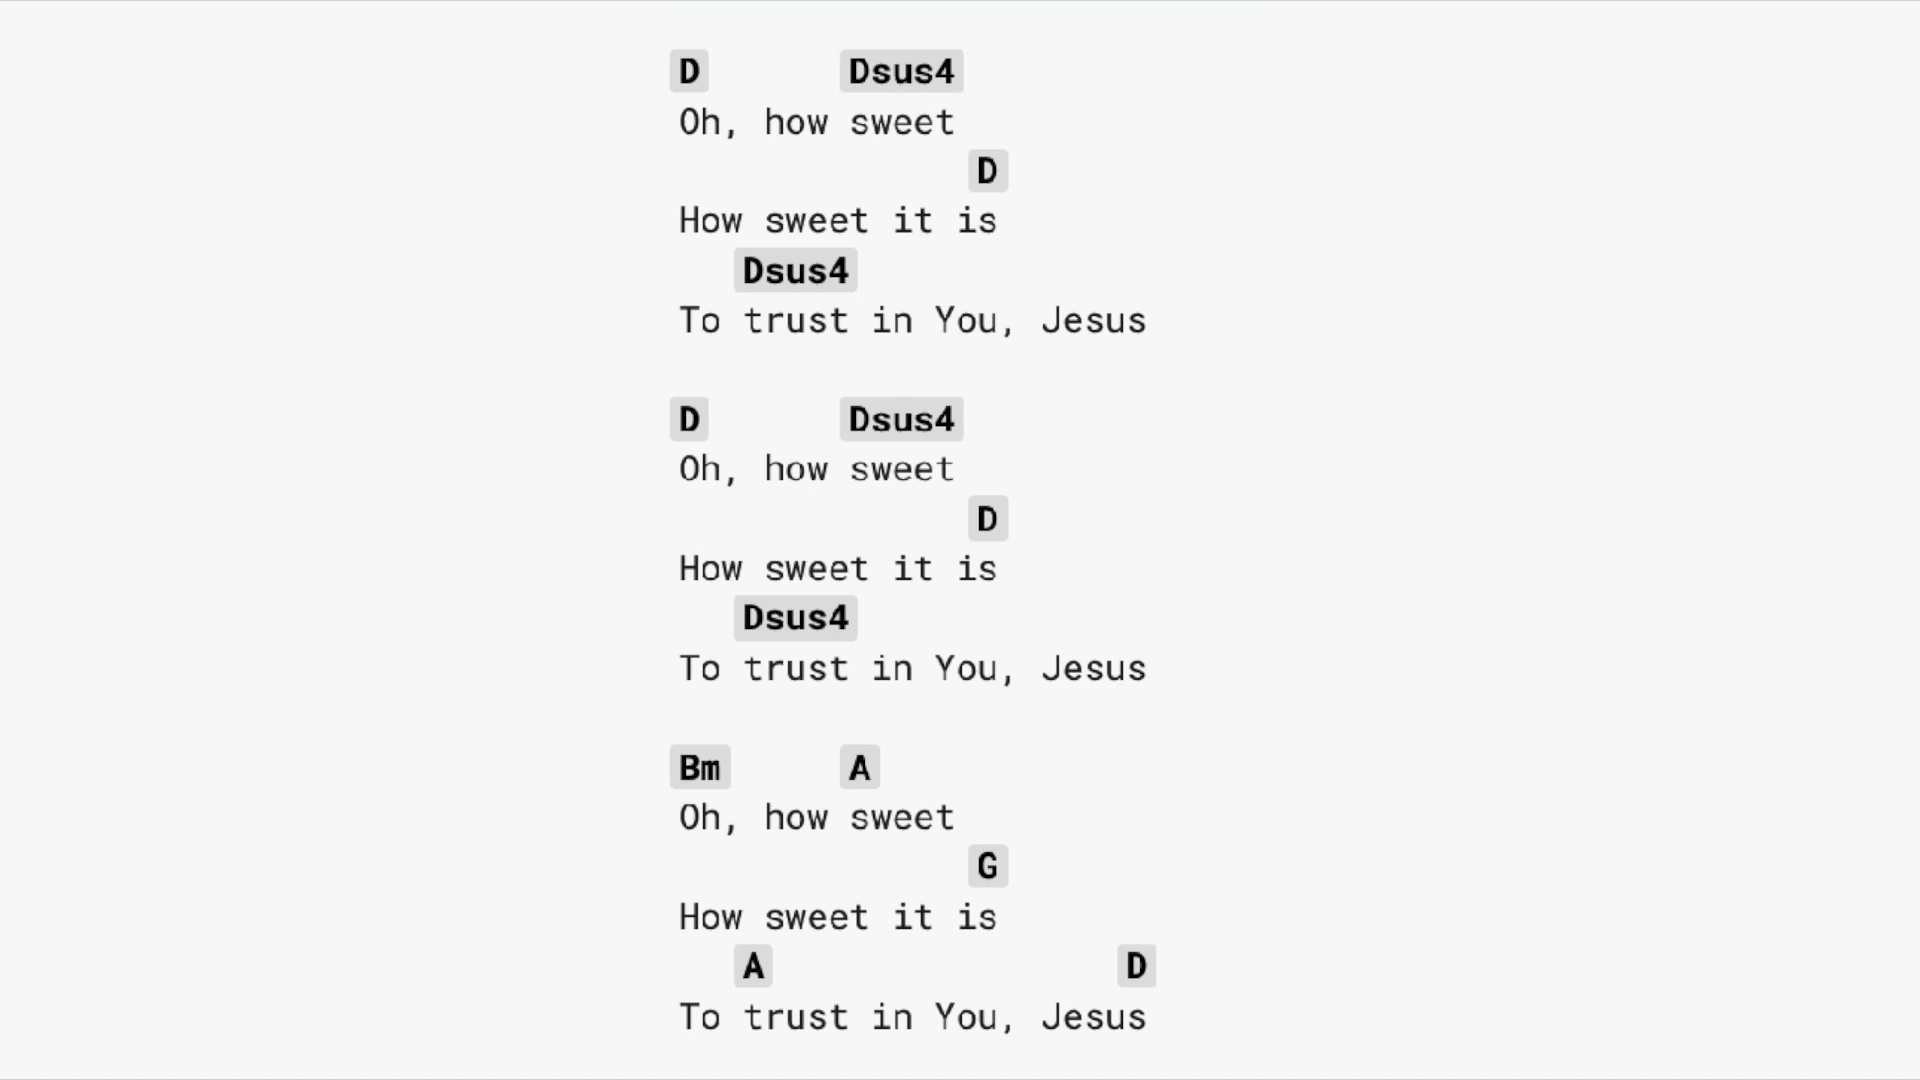 D       Dsus4
Oh, how sweet
              D
How sweet it is
   Dsus4
To trust in You, Jesus
D       Dsus4
Oh, how sweet
              D
How sweet it is
   Dsus4
To trust in You, Jesus
Bm      A
Oh, how sweet
              G
How sweet it is
   A                 D
To trust in You, Jesus